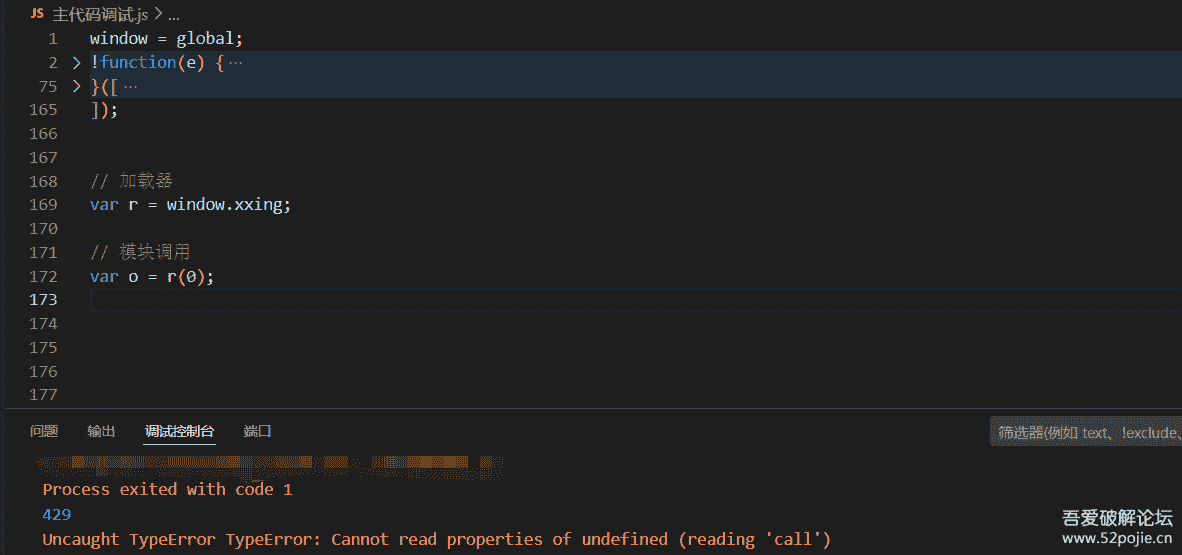 JS 主代码调试.js > ...
1 window = global;
2 > !function(e) { ...
75 > }([ ...
165 ]);
166
167
168 // 加载器
169 var r = window.xxing;
170
171 // 模块调用
172 var o = r(0);
173
174
175
176
177
问题 输出 调试控制台 端口 筛选器(例如 text、!exclude、
Process exited with code 1
429
Uncaught TypeError TypeError: Cannot read properties of undefined (reading 'call')
吾爱破解论坛
www.52pojie.cn